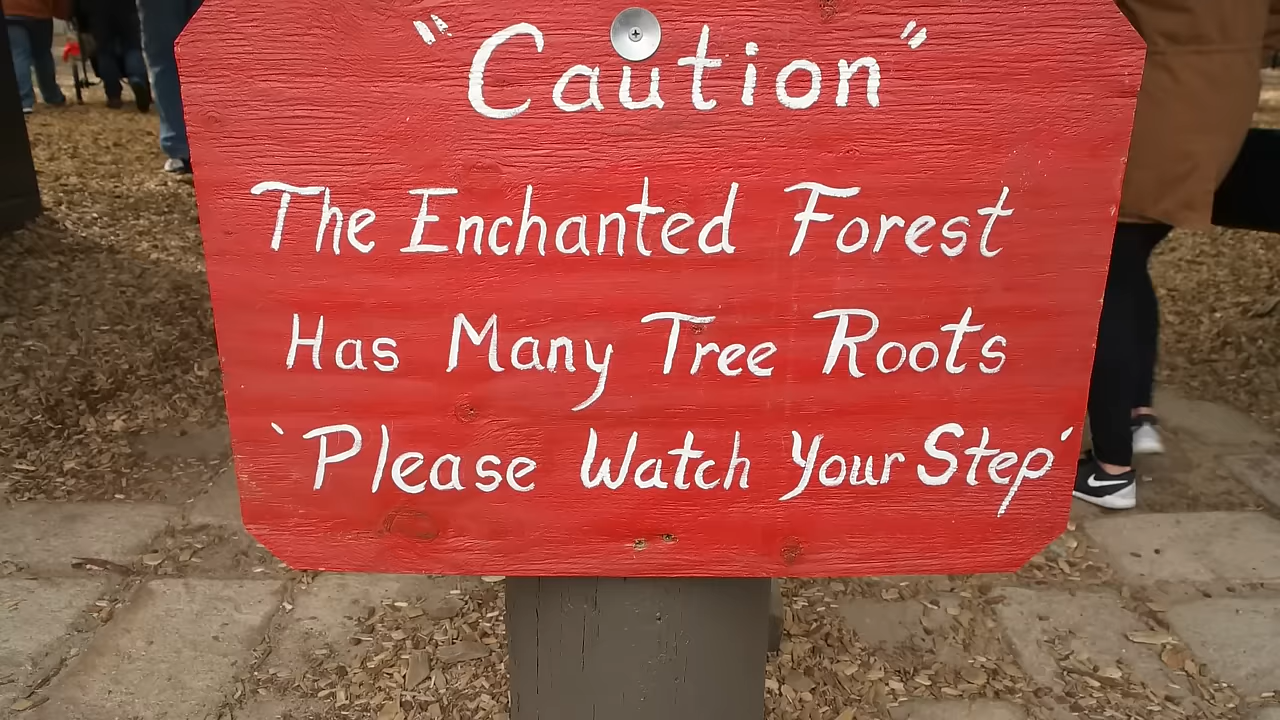 "Caution"
The Enchanted Forest
Has Many Tree Roots
'Please Watch Your Step'